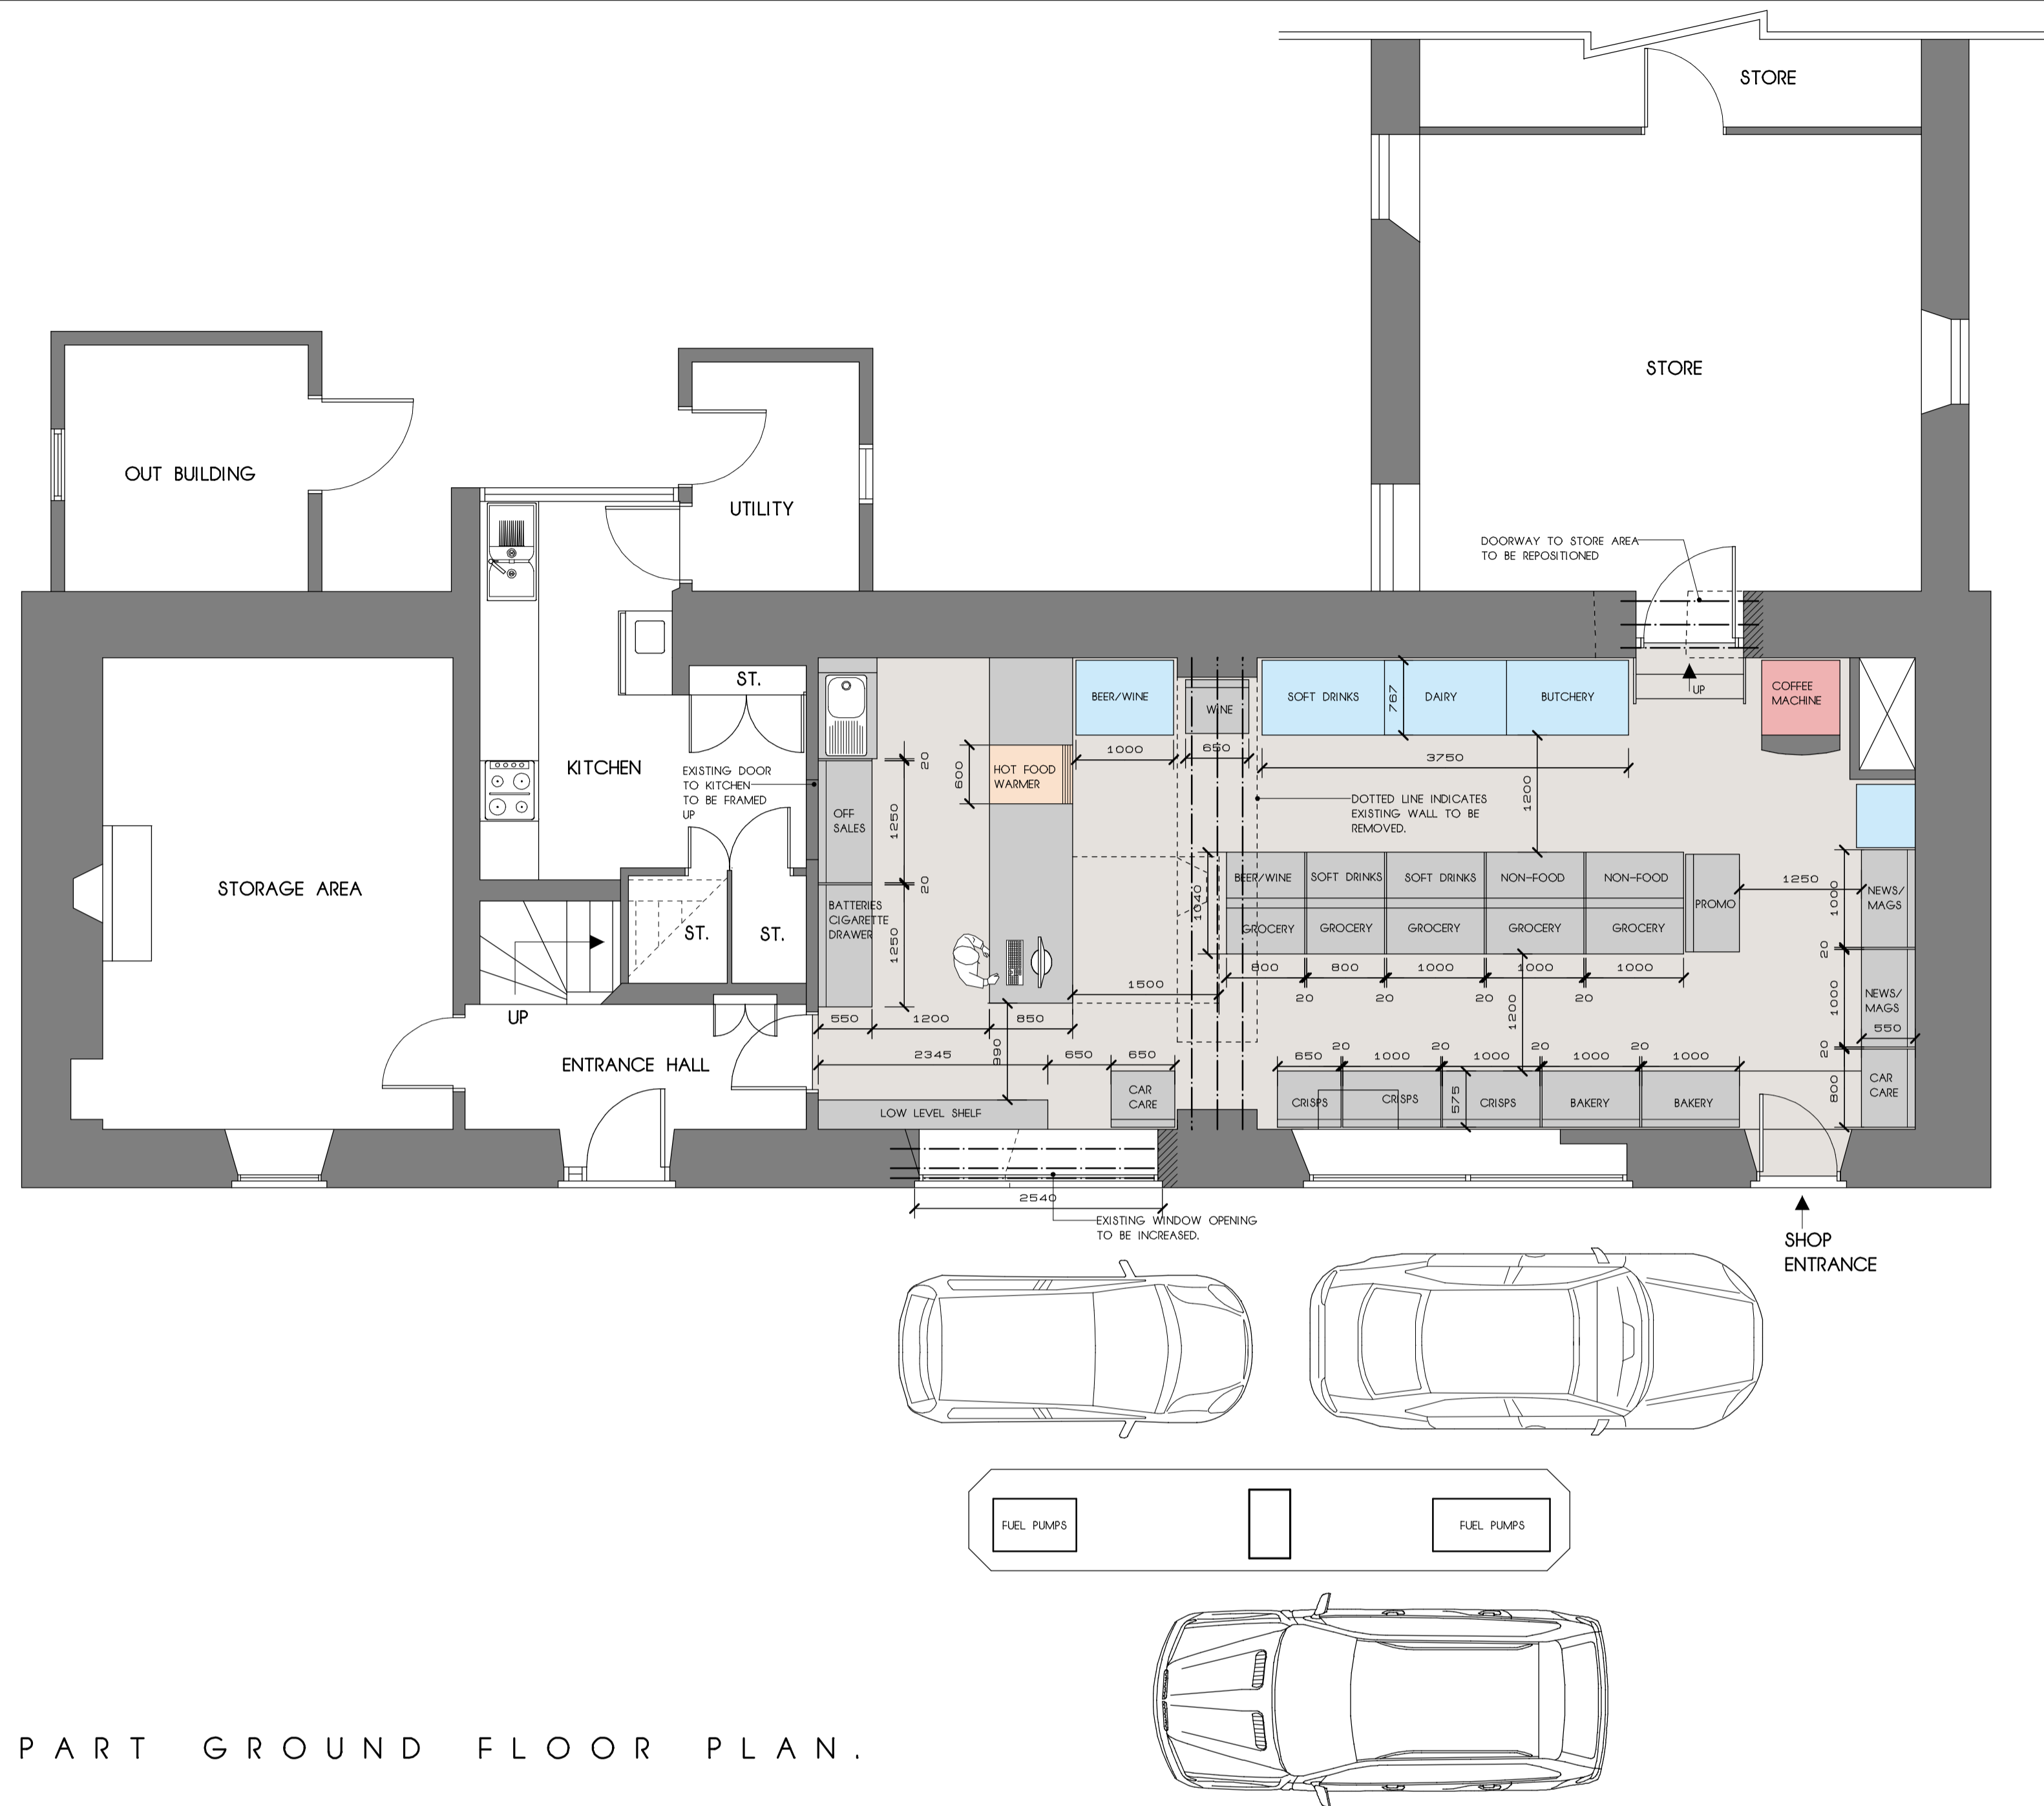 STORE
STORE
OUT BUILDING
UTILITY
DOORWAY TO STORE AREA
TO BE REPOSITIONED
ST.
KITCHEN
EXISTING DOOR
TO KITCHEN
TO BE FRAMED
UP
STORAGE AREA
ST.
ST.
UP
ENTRANCE HALL
BEER/WINE
WINE
SOFT DRINKS
767
DAIRY
BUTCHERY
UP
COFFEE
MACHINE
1000
650
3750
20
600
HOT FOOD
WARMER
1200
DOTTED LINE INDICATES
EXISTING WALL TO BE
REMOVED.
OFF
SALES
1250
20
BATTERIES
CIGARETTE
DRAWER
1250
1040
BEER/WINE
SOFT DRINKS
SOFT DRINKS
NON-FOOD
NON-FOOD
GROCERY
GROCERY
GROCERY
GROCERY
GROCERY
PROMO
1250
1000
NEWS/
MAGS
20
800
800
1000
1000
1000
20
20
20
20
1500
1200
1000
NEWS/
MAGS
550
20
550
1200
850
990
2345
650
650
650
20
1000
20
1000
20
1000
20
1000
LOW LEVEL SHELF
CAR
CARE
CRISPS
CRISPS
575
CRISPS
BAKERY
BAKERY
800
CAR
CARE
2540
EXISTING WINDOW OPENING
TO BE INCREASED.
SHOP
ENTRANCE
FUEL PUMPS
FUEL PUMPS
PART GROUND FLOOR PLAN.